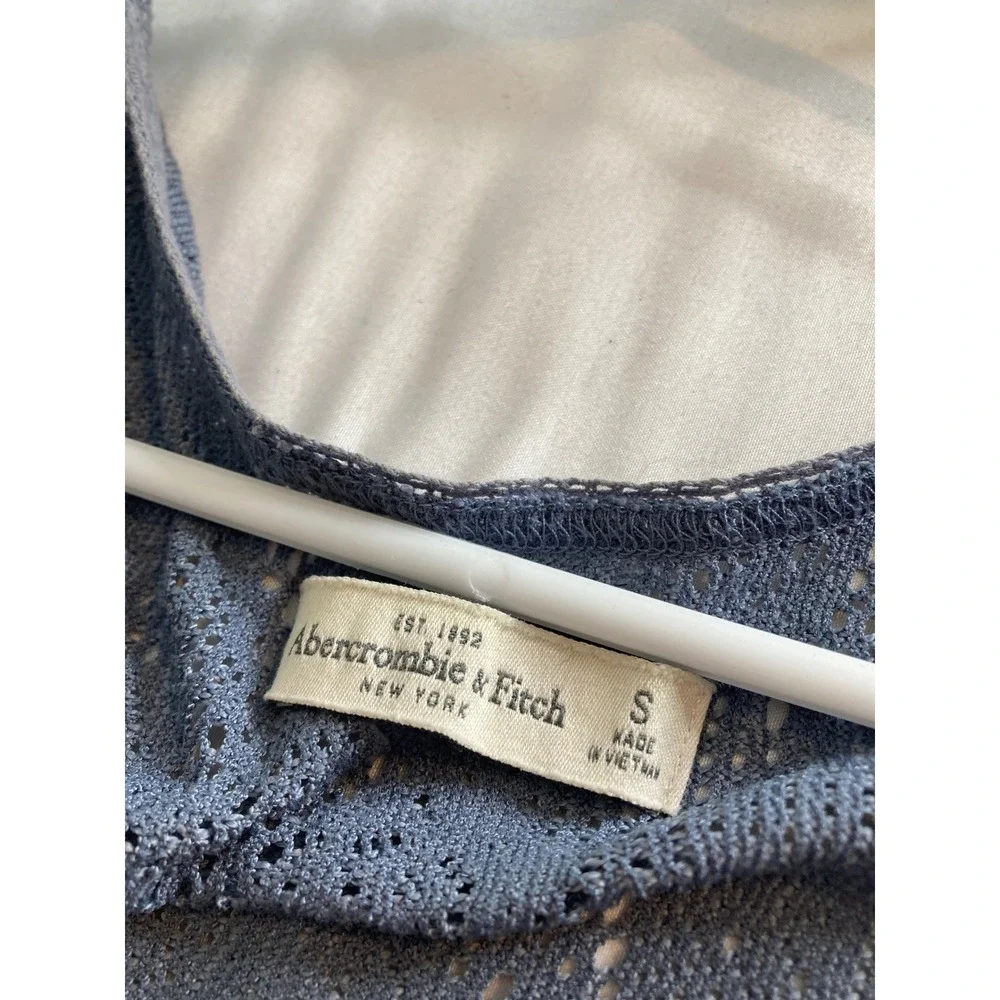 EST. 1892
Abercrombie & Fitch
NEW YORK
S
MADE
IN VIETNAM